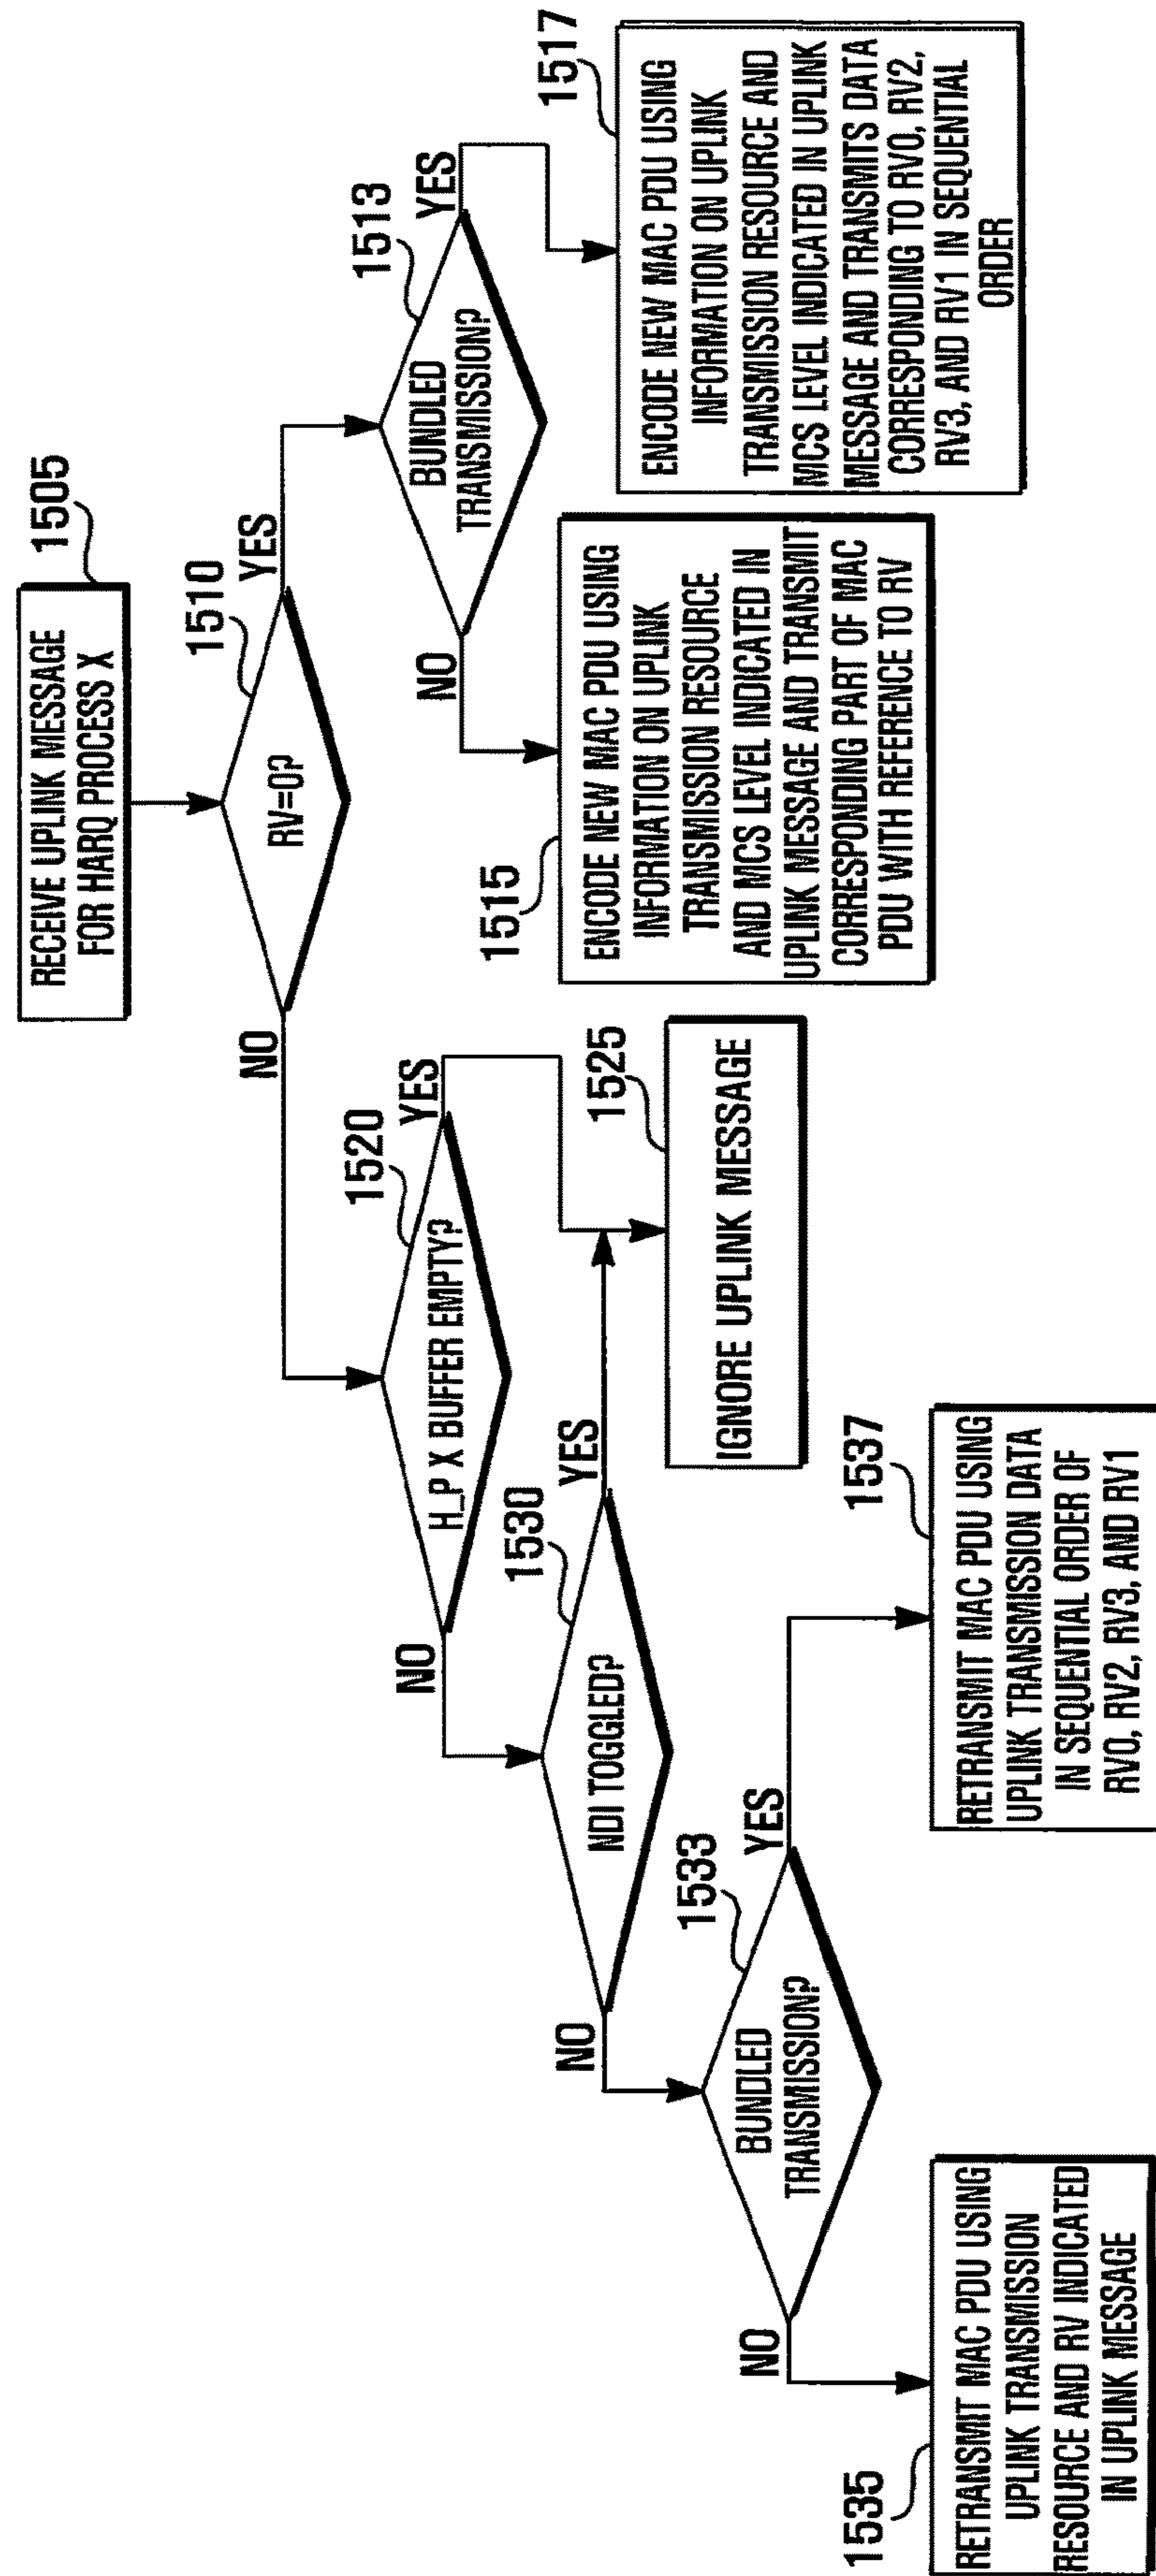 RECEIVE UPLINK MESSAGE
FOR HARQ PROCESS X
1505
RV=0?
1510
YES
NO
BUNDLED
TRANSMISSION?
1513
YES
NO
ENCODE NEW MAC PDU USING
INFORMATION ON UPLINK
TRANSMISSION RESOURCE AND
MCS LEVEL INDICATED IN UPLINK
MESSAGE AND TRANSMITS DATA
CORRESPONDING TO RV0, RV2,
RV3, AND RV1 IN SEQUENTIAL
ORDER
1517
ENCODE NEW MAC PDU USING
INFORMATION ON UPLINK
TRANSMISSION RESOURCE
AND MCS LEVEL INDICATED IN
UPLINK MESSAGE AND TRANSMIT
CORRESPONDING PART OF MAC
PDU WITH REFERENCE TO RV
1515
H_P X BUFFER EMPTY?
1520
YES
NO
IGNORE UPLINK MESSAGE
1525
NDI TOGGLED?
1530
YES
NO
BUNDLED
TRANSMISSION?
1533
YES
NO
RETRANSMIT MAC PDU USING
UPLINK TRANSMISSION DATA
IN SEQUENTIAL ORDER OF
RV0, RV2, RV3, AND RV1
1537
RETRANSMIT MAC PDU USING
UPLINK TRANSMISSION
RESOURCE AND RV INDICATED
IN UPLINK MESSAGE
1535